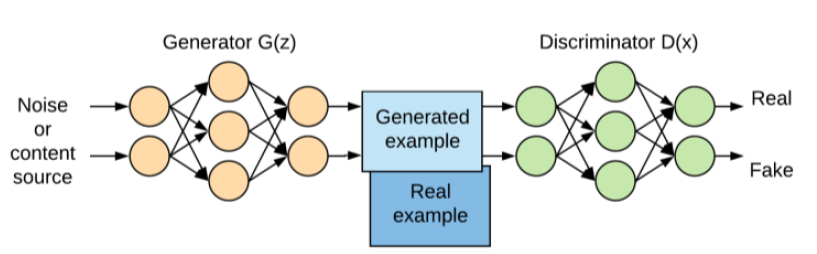 Generator G(z)
Discriminator D(x)
Noise
or
content
source
Generated
example
Real
example
Real
Fake